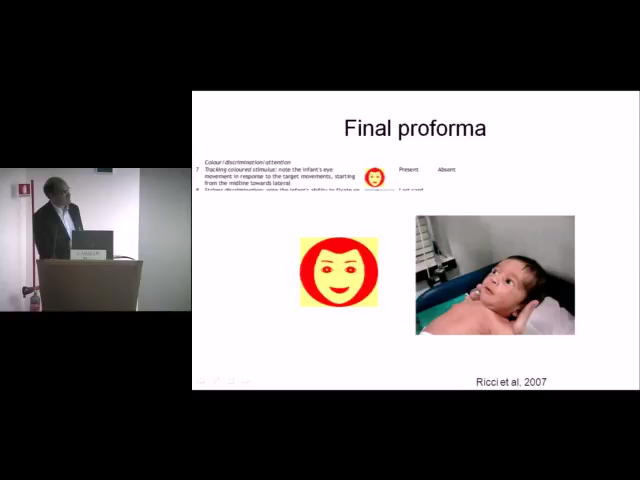 Final proforma
Colour/discrimination/attention
7 Tracking coloured stimulus: note the infant's eye
movement in response to the target movements, starting
from the midline towards lateral
Present Absent
Ricci et al, 2007